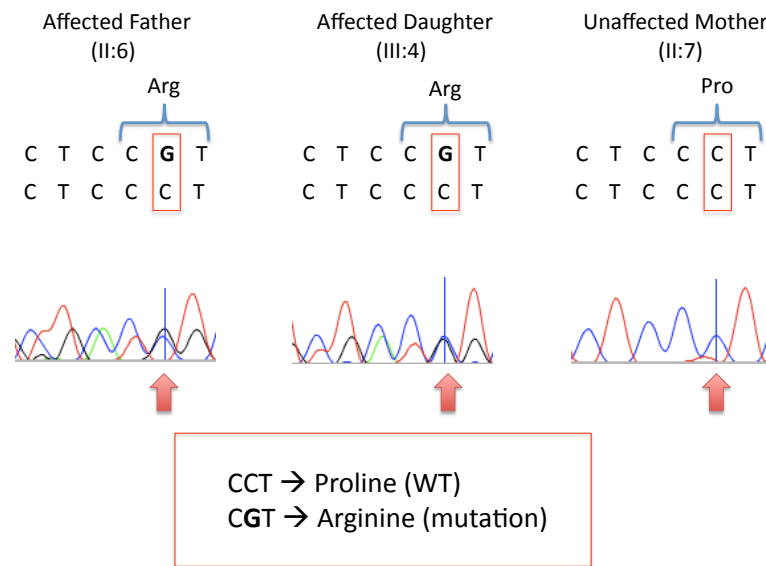 Affected Father Affected Daughter Unaffected Mother
(II:6) (III:4) (II:7)
Arg Arg Pro
C T C C G T C T C C G T C T C C C T
C T C C C T C T C C C T C T C C C T
CCT → Proline (WT)
CGT → Arginine (mutation)